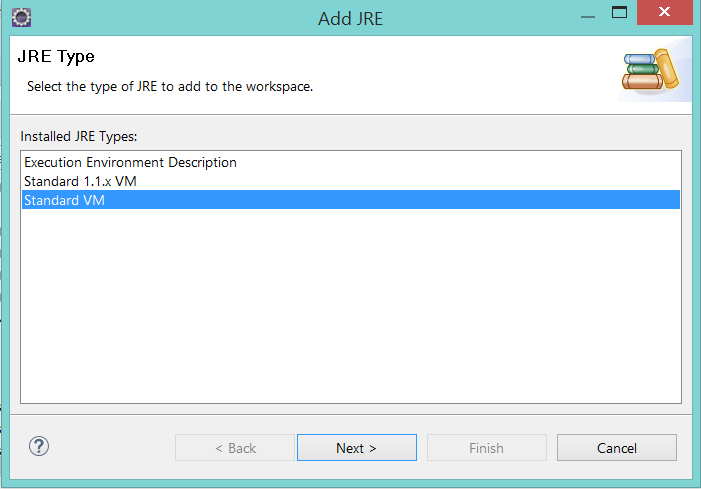 Add JRE
JRE Type
Select the type of JRE to add to the workspace.
Installed JRE Types:
Execution Environment Description
Standard 1.1.x VM
Standard VM
< Back
Next >
Finish
Cancel